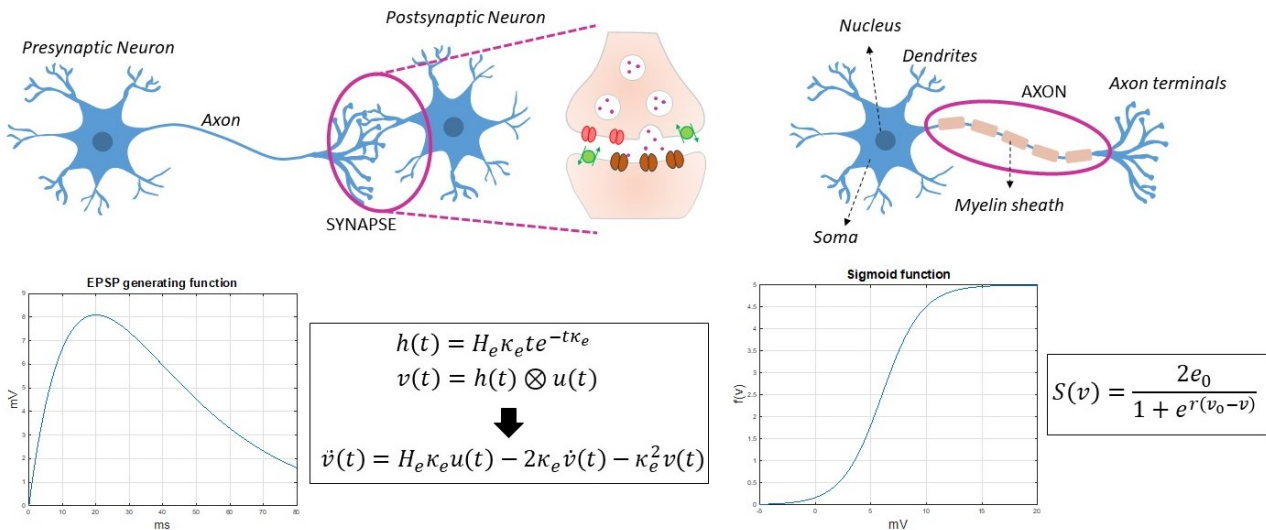 Presynaptic Neuron
Axon
Postsynaptic Neuron
SYNAPSE
Nucleus
Dendrites
AXON
Axon terminals
Myelin sheath
Soma
EPSP generating function
9
8
7
6
5
4
3
2
1
0
mV
0 10 20 30 40 50 60 70 80
ms
h(t) = H_e κ_e te^{-tκ_e}
v(t) = h(t) ⊗ u(t)
v̈(t) = H_e κ_e u(t) − 2κ_e v̇(t) − κ_e^2 v(t)
Sigmoid function
5
4.5
4
3.5
3
2.5
2
1.5
1
0.5
0
f(v)
-5 0 5 10 15 20
mV
S(v) = 2e_0 / 1 + e^{r(v_0−v)}